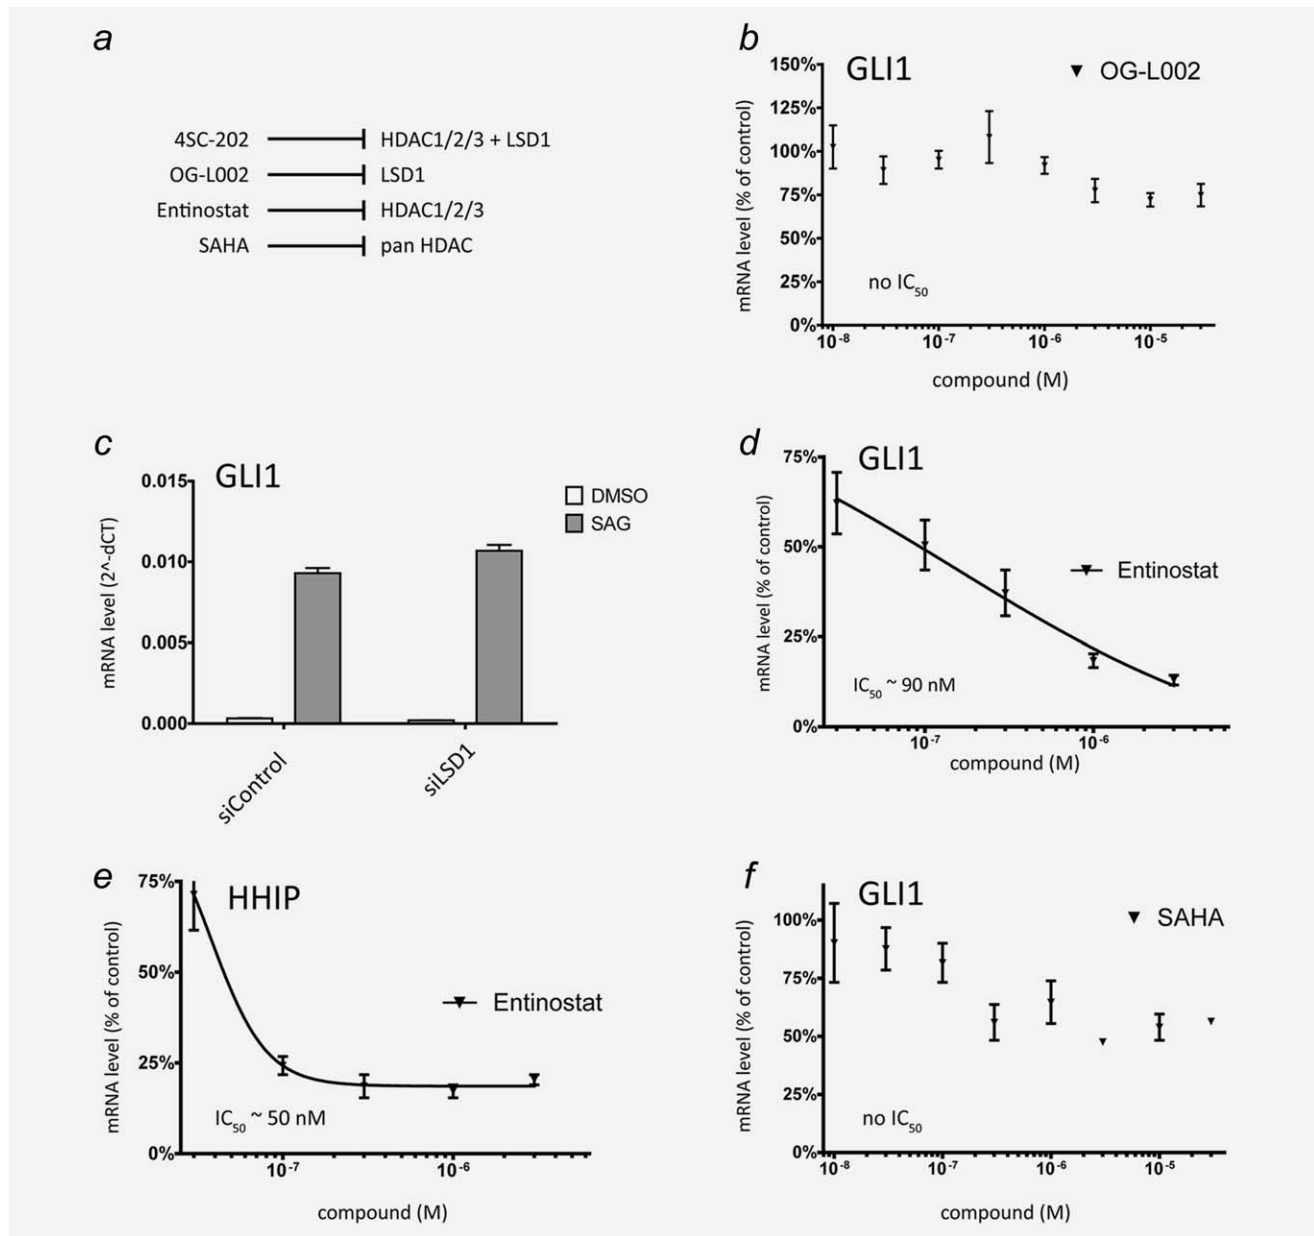 a
4SC-202 HDAC1/2/3 + LSD1
OG-L002 LSD1
Entinostat HDAC1/2/3
SAHA pan HDAC
b
GLI1
OG-L002
mRNA level (% of control)
150%
125%
100%
75%
50%
25%
0%
no IC50
10-8 10-7 10-6 10-5
compound (M)
c
GLI1
DMSO
SAG
mRNA level (2^-dCT)
0.015
0.010
0.005
0.000
siControl siLSD1
d
GLI1
Entinostat
mRNA level (% of control)
75%
50%
25%
0%
IC50 ~ 90 nM
10-7 10-6
compound (M)
e
HHIP
Entinostat
mRNA level (% of control)
75%
50%
25%
0%
IC50 ~ 50 nM
10-7 10-6
compound (M)
f
GLI1
SAHA
mRNA level (% of control)
100%
75%
50%
25%
0%
no IC50
10-8 10-7 10-6 10-5
compound (M)